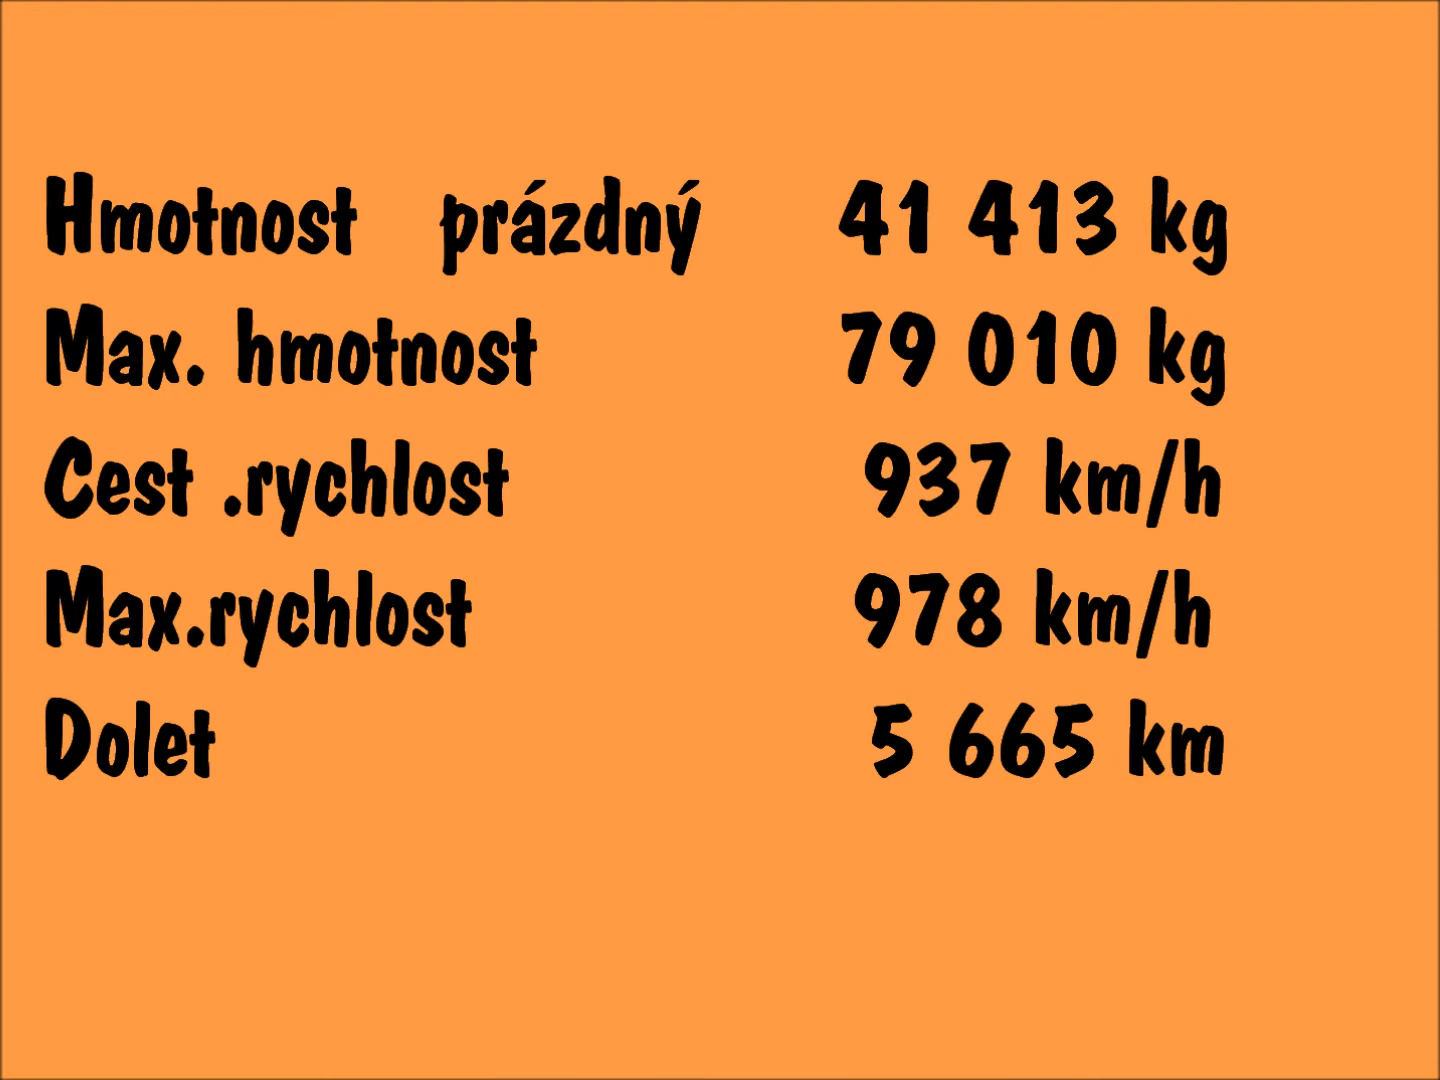 Hmotnost prázdný 41 413 kg
Max. hmotnost 79 010 kg
Cest .rychlost 937 km/h
Max.rychlost 978 km/h
Dolet 5 665 km